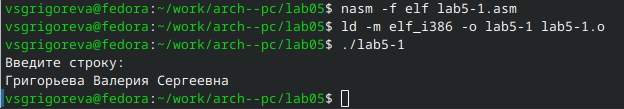 vsgrigoreva@fedora:~/work/arch--pc/lab05$ nasm -f elf lab5-1.asm
vsgrigoreva@fedora:~/work/arch--pc/lab05$ ld -m elf_i386 -o lab5-1 lab5-1.o
vsgrigoreva@fedora:~/work/arch--pc/lab05$ ./lab5-1
Введите строку:
Григорьева Валерия Сергеевна
vsgrigoreva@fedora:~/work/arch--pc/lab05$